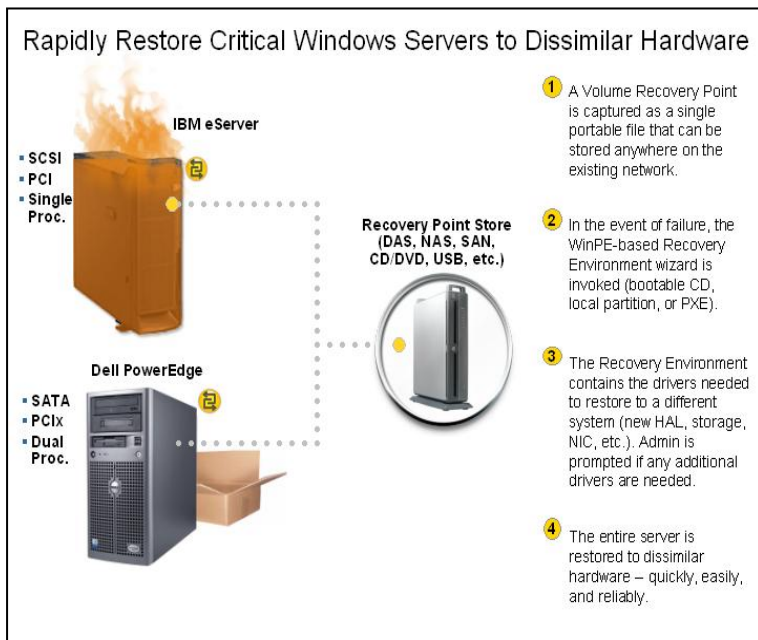 Rapidly Restore Critical Windows Servers to Dissimilar Hardware
IBM eServer
SCSI
PCI
Single
Proc.
Recovery Point Store
(DAS, NAS, SAN,
CD/DVD, USB, etc.)
Dell PowerEdge
SATA
PCIx
Dual
Proc.
1 A Volume Recovery Point
is captured as a single
portable file that can be
stored anywhere on the
existing network.
2 In the event of failure, the
WinPE-based Recovery
Environment wizard is
invoked (bootable CD,
local partition, or PXE).
3 The Recovery Environment
contains the drivers needed
to restore to a different
system (new HAL, storage,
NIC, etc.). Admin is
prompted if any additional
drivers are needed.
4 The entire server is
restored to dissimilar
hardware – quickly, easily,
and reliably.